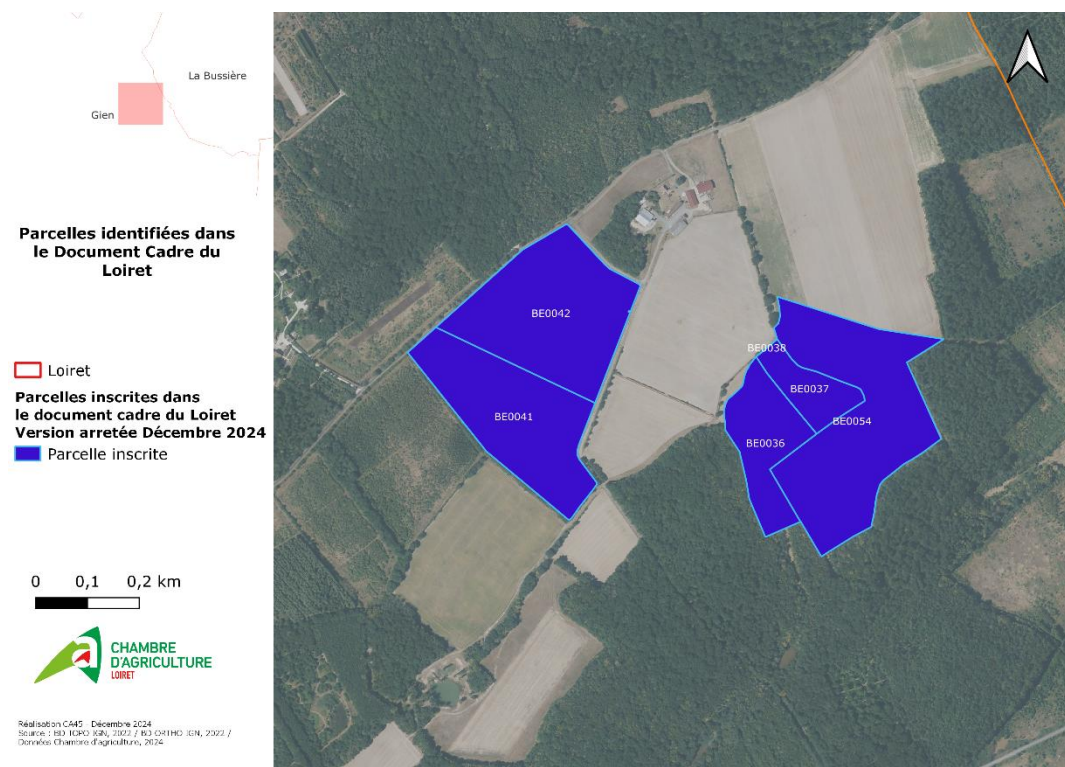 La Bussière
Gien
Parcelles identifiées dans
le Document Cadre du
Loiret
Loiret
Parcelles inscrites dans
le document cadre du Loiret
Version arretée Décembre 2024
Parcelle inscrite
0 0,1 0,2 km
a
CHAMBRE
D'AGRICULTURE
LOIRET
Réalisation CA45 - Décembre 2024
Source : BD TOPO IGN, 2022 / BD ORTHO IGN, 2022 /
Données Chambre d'agriculture, 2024
BE0042
BE0041
BE0038
BE0037
BE0054
BE0036